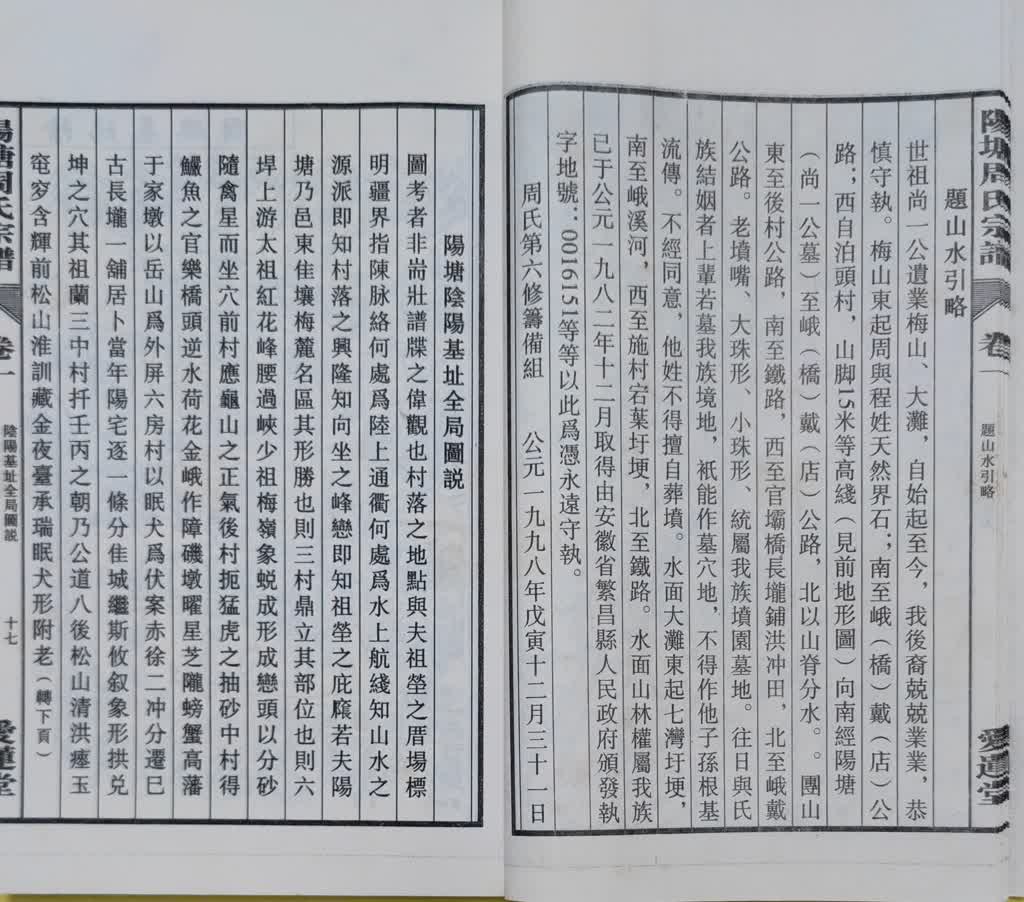 陽塘周氏宗譜 卷一 題山水引略 愛蓮堂
題山水引略
世祖尚一公遺業梅山、大灘，自始起至今，我後裔兢兢業業，恭
慎守執。梅山東起周與程姓天然界石；南至峨（橋）戴（店）公
路；西自泊頭村，山脚15米等高綫（見前地形圖）向南經陽塘
（尚一公墓）至峨（橋）戴（店）公路，北以山脊分水。。團山
東至後村公路，南至鐵路，西至官壩橋長壠鋪洪冲田，北至峨戴
公路。老墳嘴、大珠形、小珠形、統屬我族墳園墓地。往日與氏
族結姻者上輩若墓我族境地，衹能作墓穴地，不得作他子孫根基
流傳。不經同意，他姓不得擅自葬墳。水面大灘東起七灣圩埂，
南至峨溪河，西至施村宕葉圩埂，北至鐵路。水面山林權屬我族
已于公元一九八二年十二月取得由安徽省繁昌縣人民政府頒發執
字地號：0016151等等以此爲憑永遠守執。
周氏第六修籌備組 公元一九九八年戊寅十二月三十一日
陽塘陰陽基址全局圖説
圖考者非耑壯譜牒之偉觀也村落之地點與夫祖塋之厝場標
明疆界指陳脉絡何處爲陸上通衢何處爲水上航綫知山水之
源派即知村落之興隆知向坐之峰巒即知祖塋之庇廕若夫陽
塘乃邑東佳壤梅麓名區其形勝也則三村鼎立其部位也則六
垾上游太祖紅花峰腰過峽少祖梅嶺象蜕成形成巒頭以分砂
隨禽星而坐穴前村應龜山之正氣後村扼猛虎之抽砂中村得
鱖魚之官樂橋頭逆水荷花金峨作障磯墩曜星芝隴螃蟹高藩
于家墩以岳山爲外屏六房村以眠犬爲伏案赤徐二冲分遷巳
古長壠一舖居卜當年陽宅逐一條分佳城繼斯攸叙象形拱兑
坤之穴其祖蘭三中村扦壬丙之朝乃公道八後松山清洪瘞玉
窀穸含輝前松山淮訓藏金夜臺承瑞眠犬形附老（轉下頁）
陽塘周氏宗譜 卷一 陰陽基址全局圖説 十七 愛蓮堂